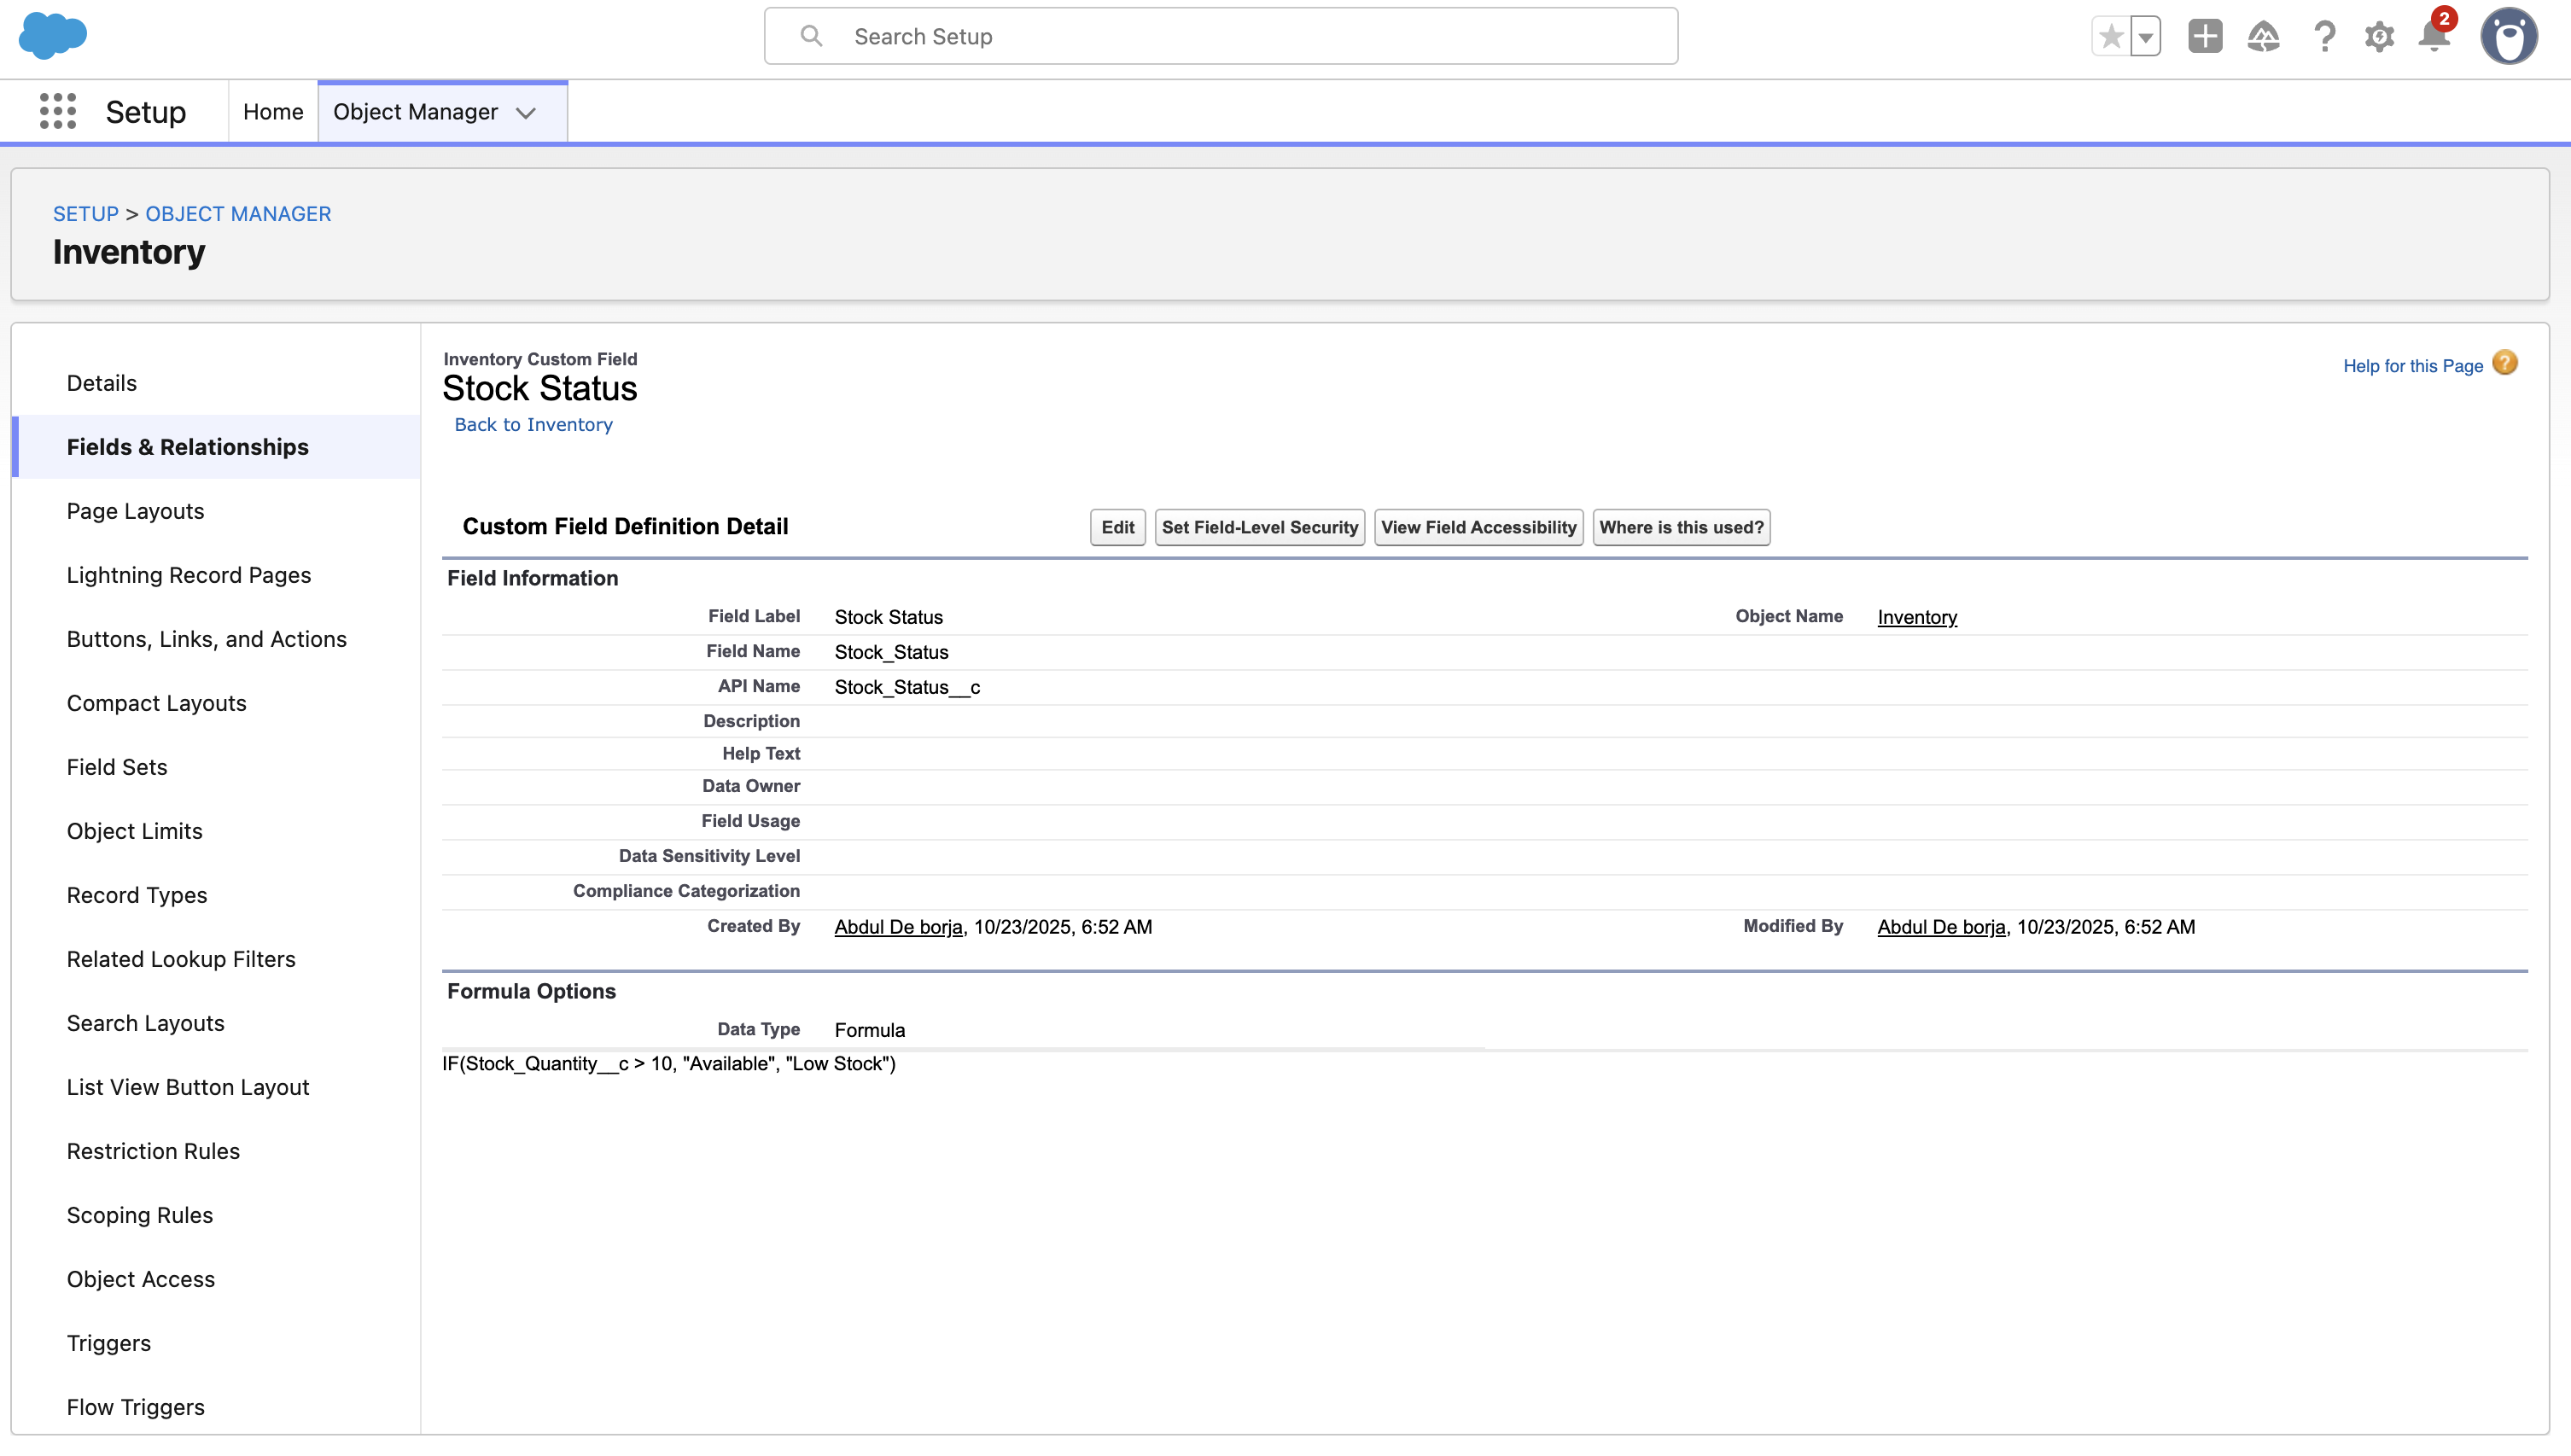 Search Setup
2
Setup
Home
Object Manager
SETUP > OBJECT MANAGER
Inventory
Details
Fields & Relationships
Page Layouts
Lightning Record Pages
Buttons, Links, and Actions
Compact Layouts
Field Sets
Object Limits
Record Types
Related Lookup Filters
Search Layouts
List View Button Layout
Restriction Rules
Scoping Rules
Object Access
Triggers
Flow Triggers
Inventory Custom Field
Stock Status
Back to Inventory
Help for this Page ?
Custom Field Definition Detail
Edit
Set Field-Level Security
View Field Accessibility
Where is this used?
Field Information
Field Label Stock Status Object Name Inventory
Field Name Stock_Status
API Name Stock_Status__c
Description
Help Text
Data Owner
Field Usage
Data Sensitivity Level
Compliance Categorization
Created By Abdul De borja, 10/23/2025, 6:52 AM Modified By Abdul De borja, 10/23/2025, 6:52 AM
Formula Options
Data Type Formula
IF(Stock_Quantity__c > 10, "Available", "Low Stock")